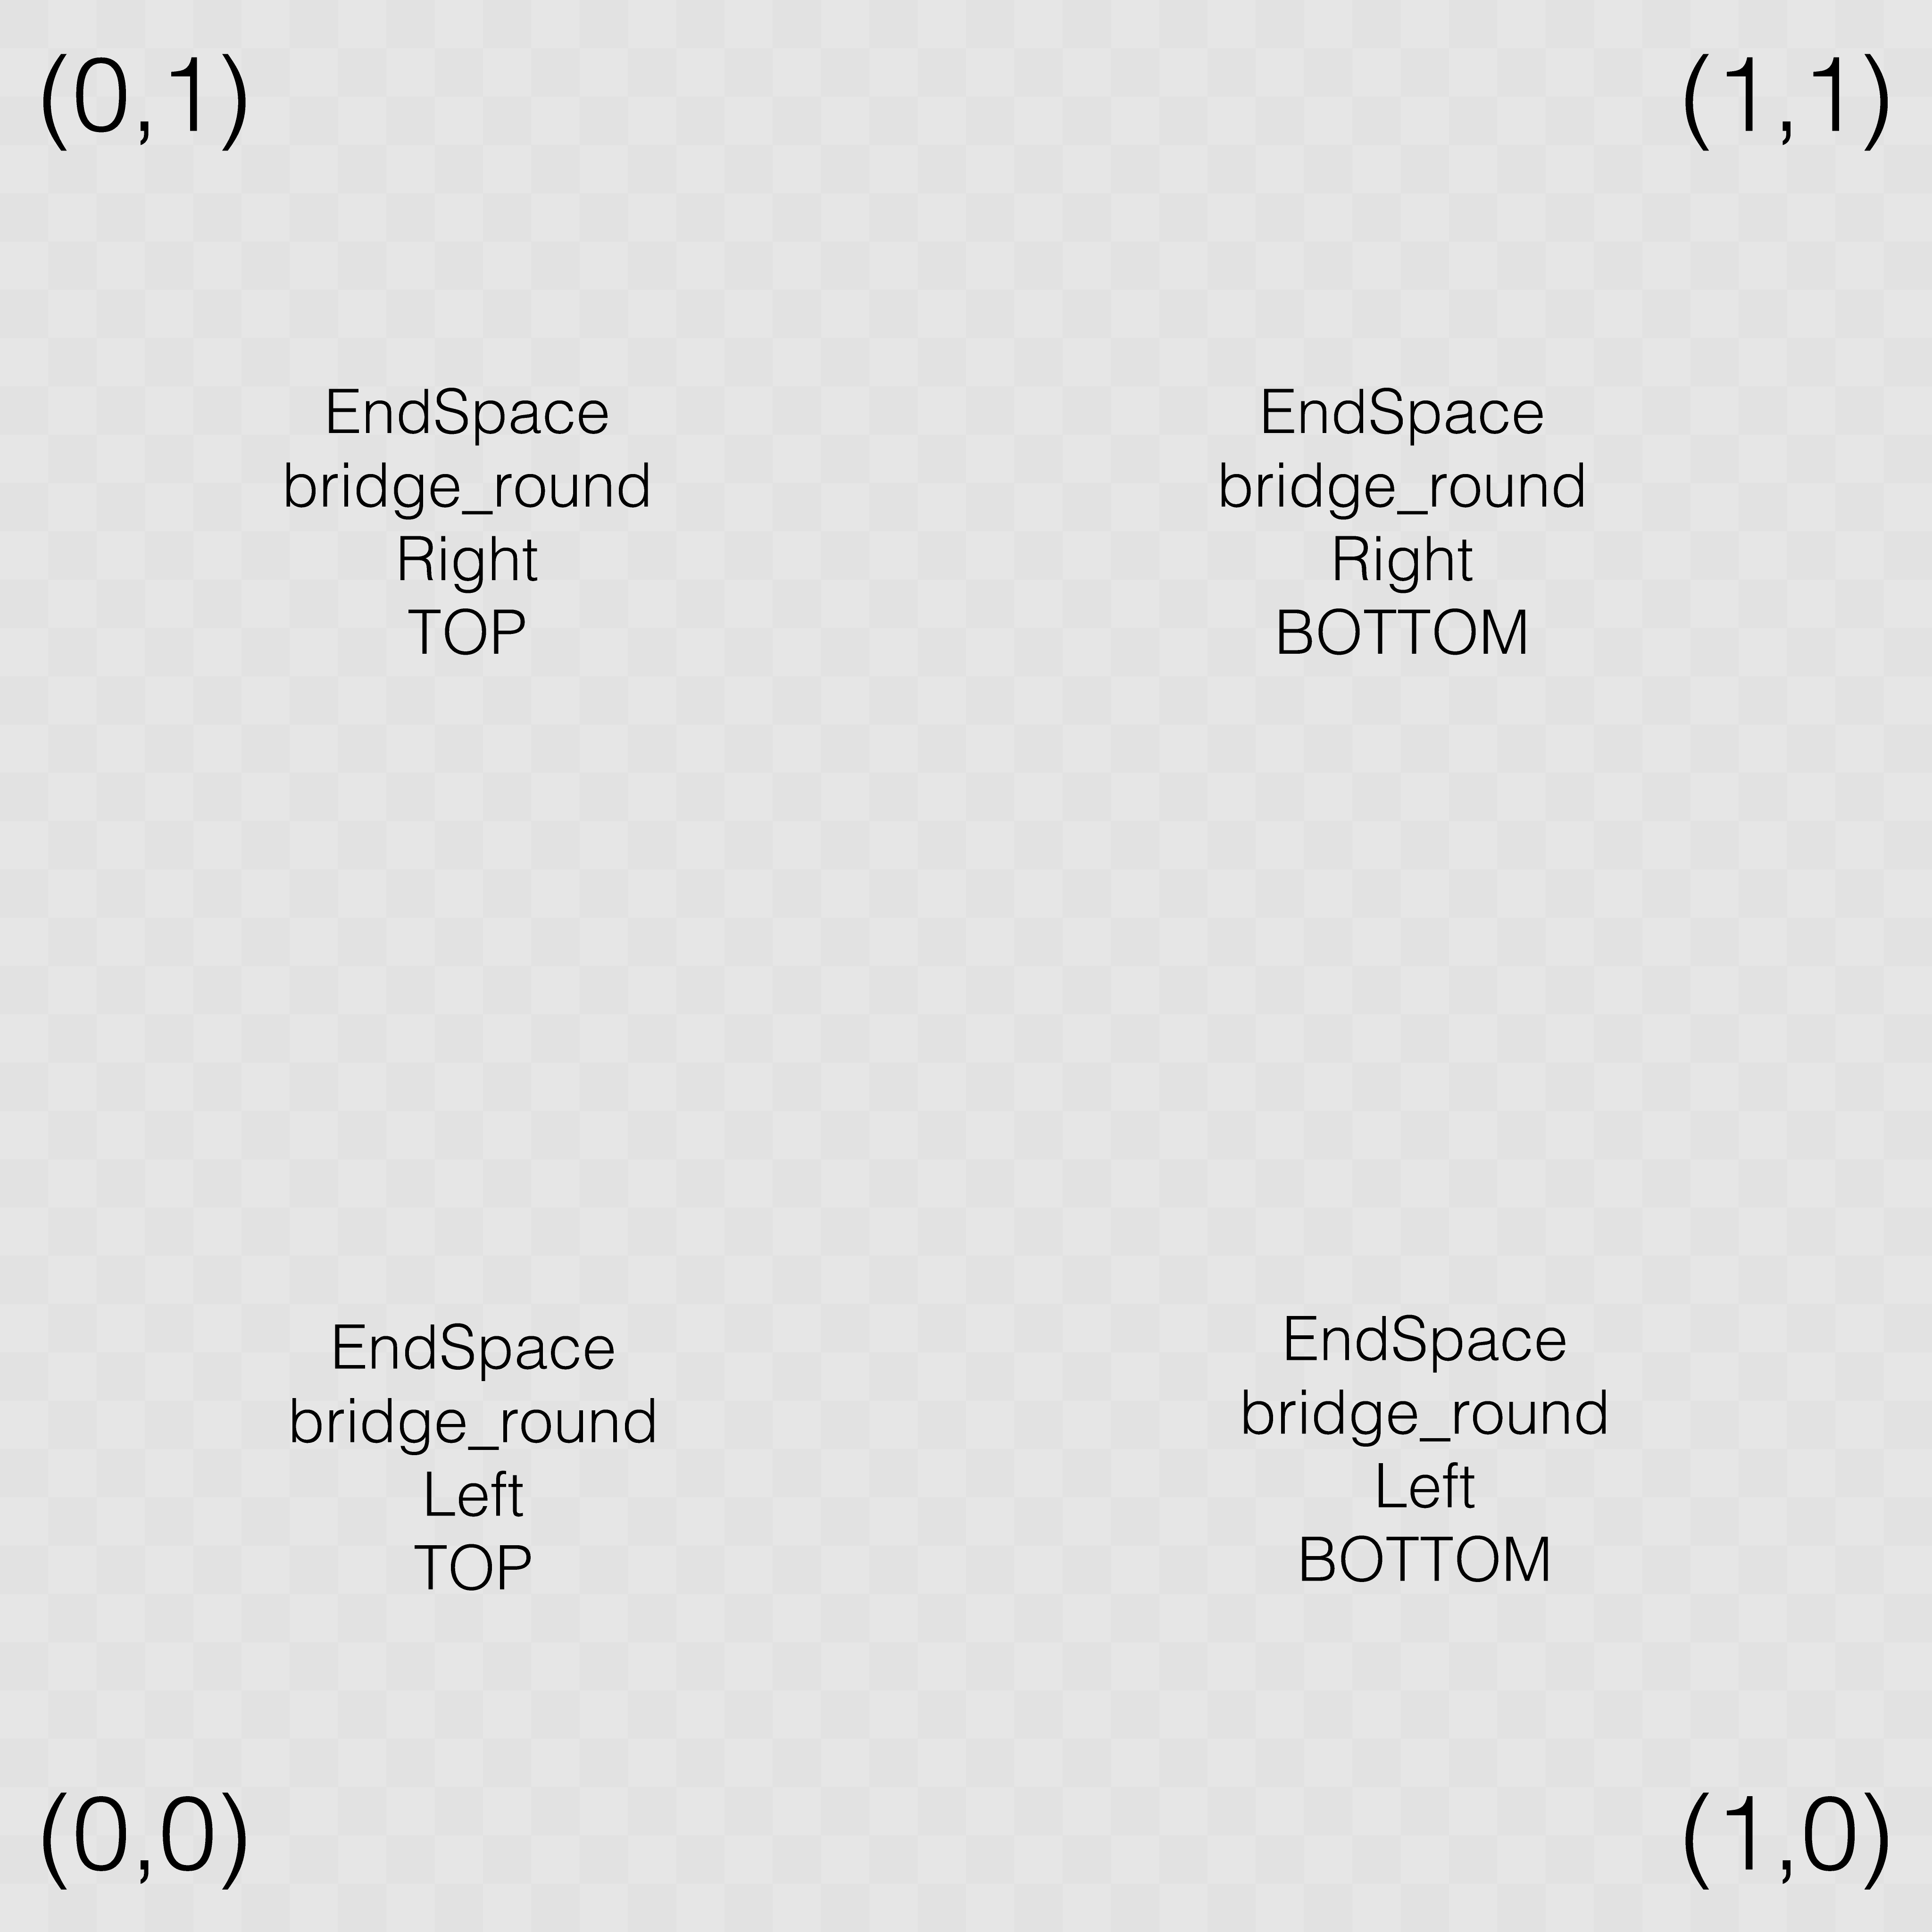 (0,1)
(1,1)
EndSpace
bridge_round
Right
TOP
EndSpace
bridge_round
Right
BOTTOM
EndSpace
bridge_round
Left
TOP
EndSpace
bridge_round
Left
BOTTOM
(0,0)
(1,0)